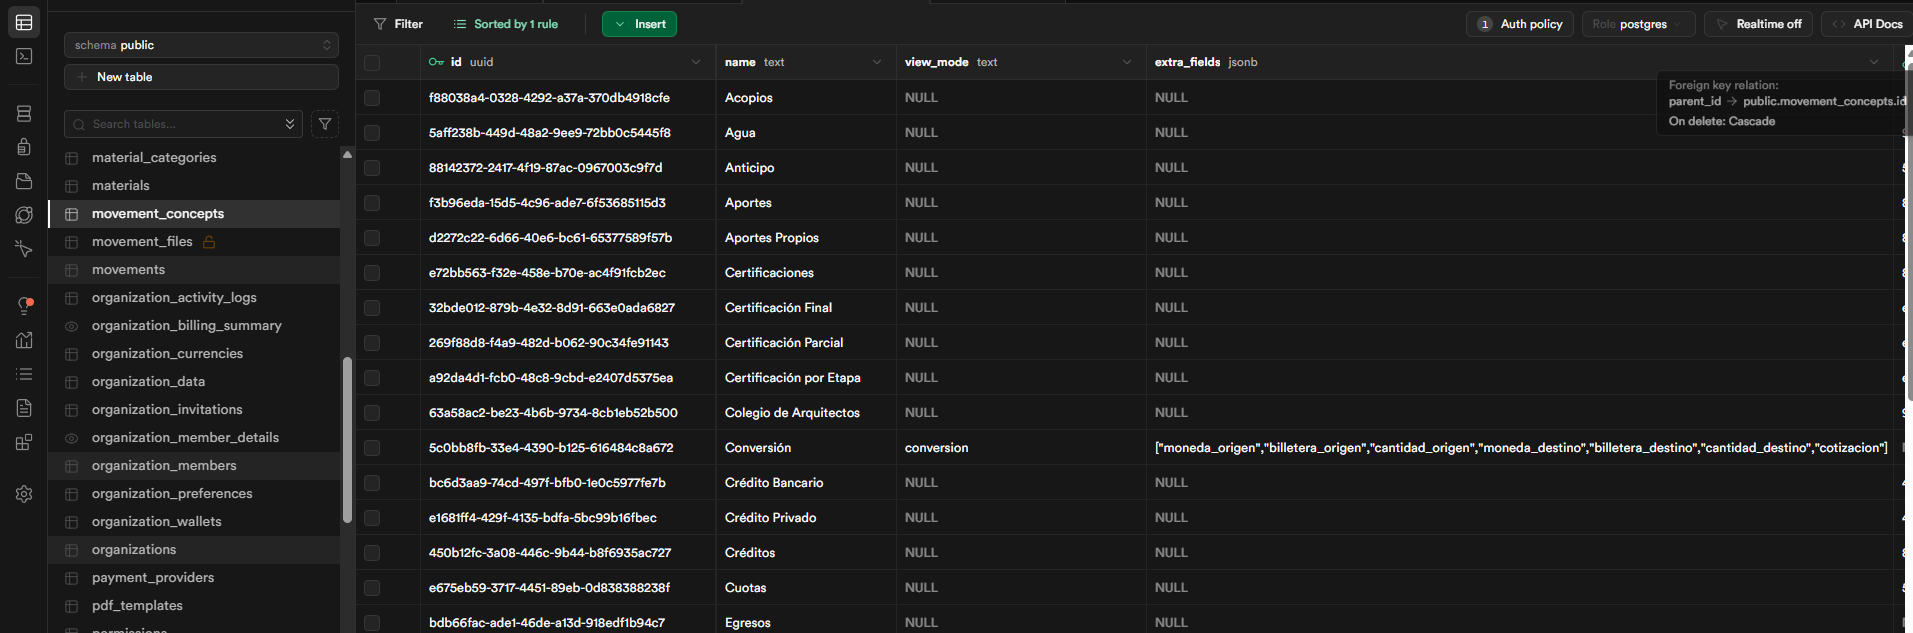 Filter Sorted by 1 rule Insert 1 Auth policy Role postgres Realtime off API Docs
schema public
New table
Search tables...
material_categories
materials
movement_concepts
movement_files
movements
organization_activity_logs
organization_billing_summary
organization_currencies
organization_data
organization_invitations
organization_member_details
organization_members
organization_preferences
organization_wallets
organizations
payment_providers
pdf_templates
permissions
id uuid name text view_mode text extra_fields jsonb
Foreign key relation:
parent_id → public.movement_concepts.id
On delete: Cascade
f88038a4-0328-4292-a37a-370db4918cfe Acopios NULL NULL
5aff238b-449d-48a2-9ee9-72bb0c5445f8 Agua NULL NULL
88142372-2417-4f19-87ac-0967003c9f7d Anticipo NULL NULL
f3b96eda-15d5-4c96-ade7-6f53685115d3 Aportes NULL NULL
d2272c22-6d66-40e6-bc61-65377589f57b Aportes Propios NULL NULL
e72bb563-f32e-458e-b70e-ac4f91fcb2ec Certificaciones NULL NULL
32bde012-879b-4e32-8d91-663e0ada6827 Certificación Final NULL NULL
269f88d8-f4a9-482d-b062-90c34fe91143 Certificación Parcial NULL NULL
a92da4d1-fcb0-48c8-9cbd-e2407d5375ea Certificación por Etapa NULL NULL
63a58ac2-be23-4b6b-9734-8cb1eb52b500 Colegio de Arquitectos NULL NULL
5c0bb8fb-33e4-4390-b125-616484c8a672 Conversión conversion ["moneda_origen","billetera_origen","cantidad_origen","moneda_destino","billetera_destino","cantidad_destino","cotizacion"]
bc6d3aa9-74cd-497f-bfb0-1e0c5977fe7b Crédito Bancario NULL NULL
e1681ff4-429f-4135-bdfa-5bc99b16fbec Crédito Privado NULL NULL
450b12fc-3a08-446c-9b44-b8f6935ac727 Créditos NULL NULL
e675eb59-3717-4451-89eb-0d838388238f Cuotas NULL NULL
bdb66fac-ade1-46de-a13d-918edf1b94c7 Egresos NULL NULL